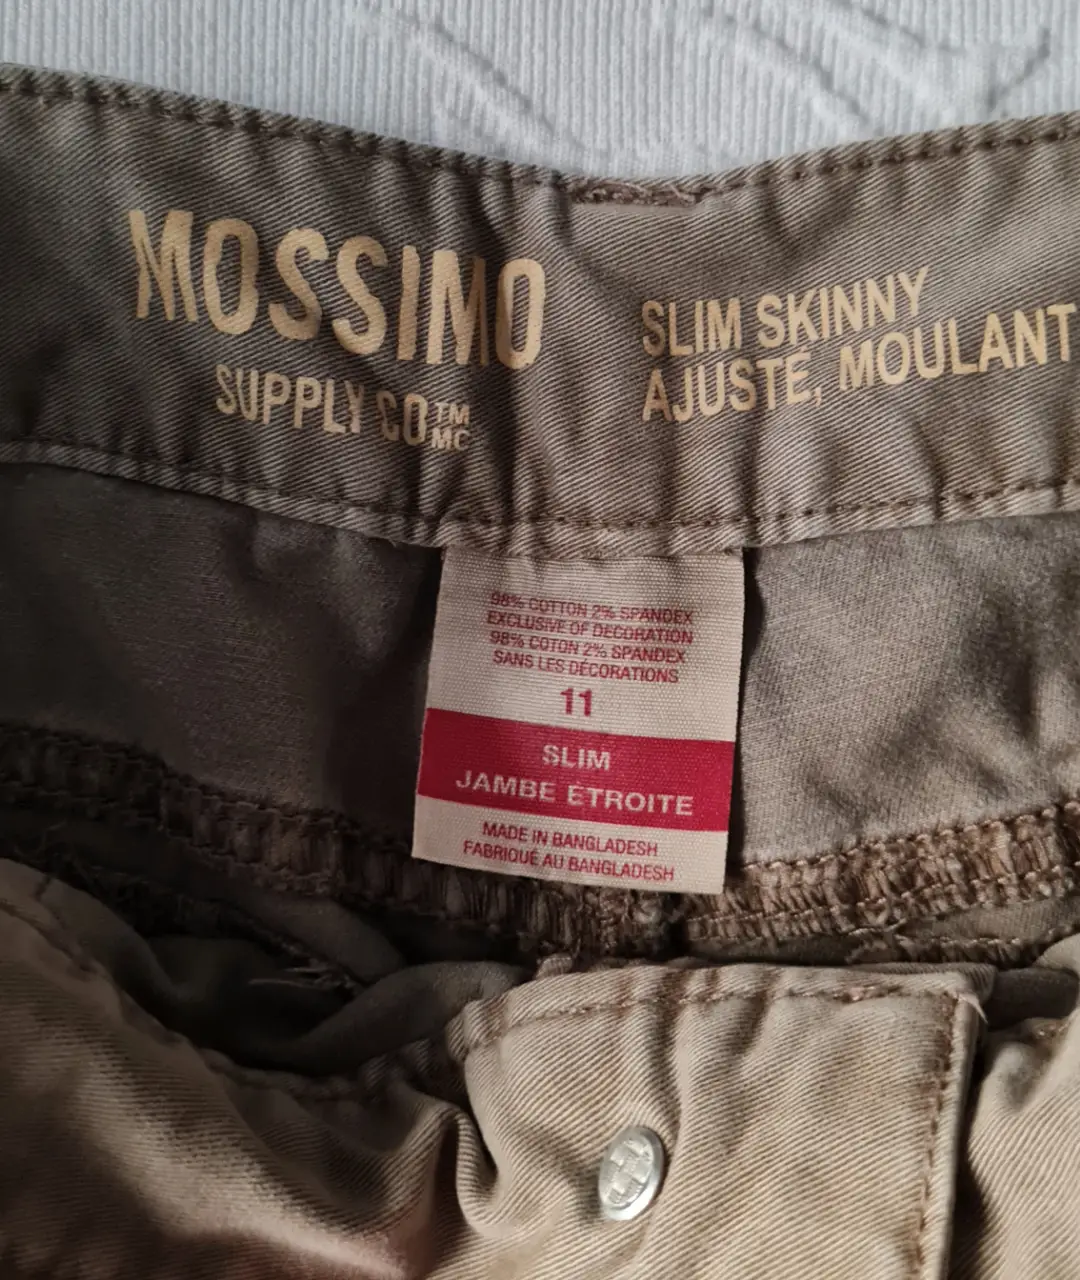 MOSSIMO
SUPPLY CO TM MC
SLIM SKINNY
AJUSTÉ, MOULANT
98% COTTON 2% SPANDEX
EXCLUSIVE OF DECORATION
98% COTON 2% SPANDEX
SANS LES DÉCORATIONS
11
SLIM
JAMBE ÉTROITE
MADE IN BANGLADESH
FABRIQUÉ AU BANGLADESH